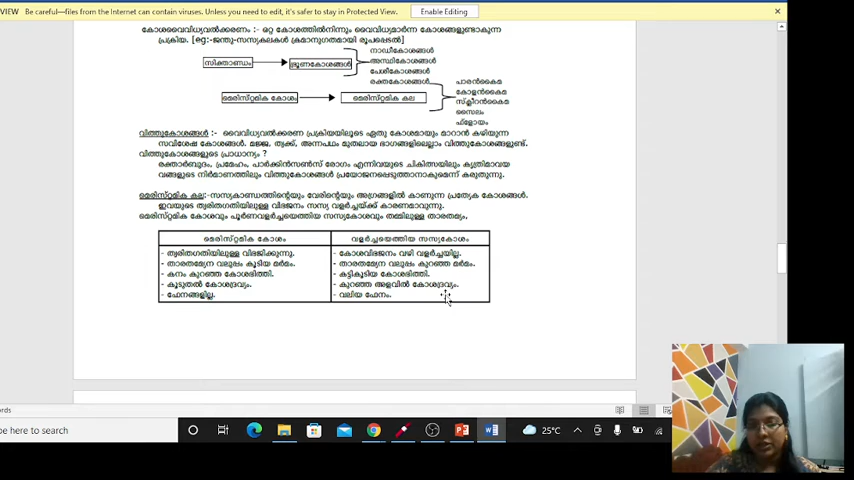 VIEW Be careful—files from the Internet can contain viruses. Unless you need to edit, it's safer to stay in Protected View. Enable Editing
കോശവൈവിധ്യവൽക്കരണം :- ഒറ്റ കോശത്തിൽനിന്നും വൈവിധ്യമാർന്ന കോശങ്ങളുണ്ടാകുന്ന
പ്രക്രിയ. [eg:-ജന്തു-സസ്യകലകൾ ക്രമാനുഗതമായി രൂപപ്പെടൽ]
നാഡീകോശങ്ങൾ
അസ്ഥികോശങ്ങൾ
സിക്താണ്ഡം ഭ്രൂണകോശങ്ങൾ
പേശീകോശങ്ങൾ
രക്തകോശങ്ങൾ
പാരൻകൈമ
കോളൻകൈമ
മെരിസ്റ്റമിക കോശം മെരിസ്റ്റമിക കല
സ്ക്ലീറൻകൈമ
സൈലം
ഫ്ളോയം
വിത്തുകോശങ്ങൾ :- വൈവിധ്യവൽക്കരണ പ്രക്രിയയിലൂടെ ഏതു കോശമായും മാറാൻ കഴിയുന്ന
സവിശേഷ കോശങ്ങൾ. മജ്ജ, ത്വക്ക്, അന്നപഥം മുതലായ ഭാഗങ്ങളിലെല്ലാം വിത്തുകോശങ്ങളുണ്ട്.
വിത്തുകോശങ്ങളുടെ പ്രാധാന്യം ?
രക്താർബുദം, പ്രമേഹം, പാർക്കിൻസൺസ് രോഗം എന്നിവയുടെ ചികിത്സയിലും കൃത്രിമാവയ
വങ്ങളുടെ നിർമാണത്തിലും വിത്തുകോശങ്ങൾ പ്രയോജനപ്പെടുത്താനാകുമെന്ന് കരുതുന്നു.
മെരിസ്റ്റമിക കല:-സസ്യകാണ്ഡത്തിന്റെയും വേരിന്റെയും അഗ്രങ്ങളിൽ കാണുന്ന പ്രത്യേക കോശങ്ങൾ.
ഇവയുടെ ത്വരിതഗതിയിലുള്ള വിഭജനം സസ്യ വളർച്ചയ്ക്ക് കാരണമാവുന്നു.
മെരിസ്റ്റമിക കോശവും പൂർണവളർച്ചയെത്തിയ സസ്യകോശവും തമ്മിലുള്ള താരതമ്യം,
മെരിസ്റ്റമിക കോശം വളർച്ചയെത്തിയ സസ്യകോശം
- ത്വരിതഗതിയിലുള്ള വിഭജിക്കുന്നു. - കോശവിഭജനം വഴി വളർച്ചയില്ല.
- താരതമ്യേന വലുപ്പം കൂടിയ മർമം. - താരതമ്യേന വലുപ്പം കുറഞ്ഞ മർമം.
- കനം കുറഞ്ഞ കോശഭിത്തി. - കട്ടികൂടിയ കോശഭിത്തി.
- കൂടുതൽ കോശദ്രവ്യം. - കുറഞ്ഞ അളവിൽ കോശദ്രവ്യം.
- ഫേനങ്ങളില്ല. - വലിയ ഫേനം.
ords
pe here to search 25°C